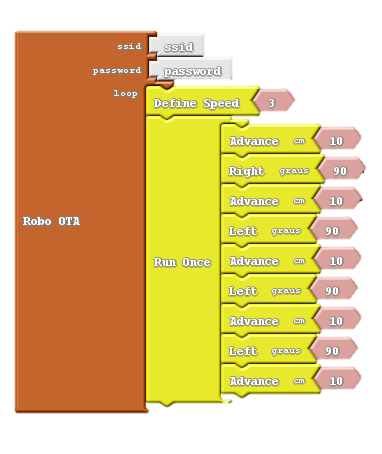 ssid ssid
password password
loop
Define Speed 3
Advance cm 10
Right graus 90
Advance cm 10
Robo OTA
Left graus 90
Run Once
Advance cm 10
Left graus 90
Advance cm 10
Left graus 90
Advance cm 10